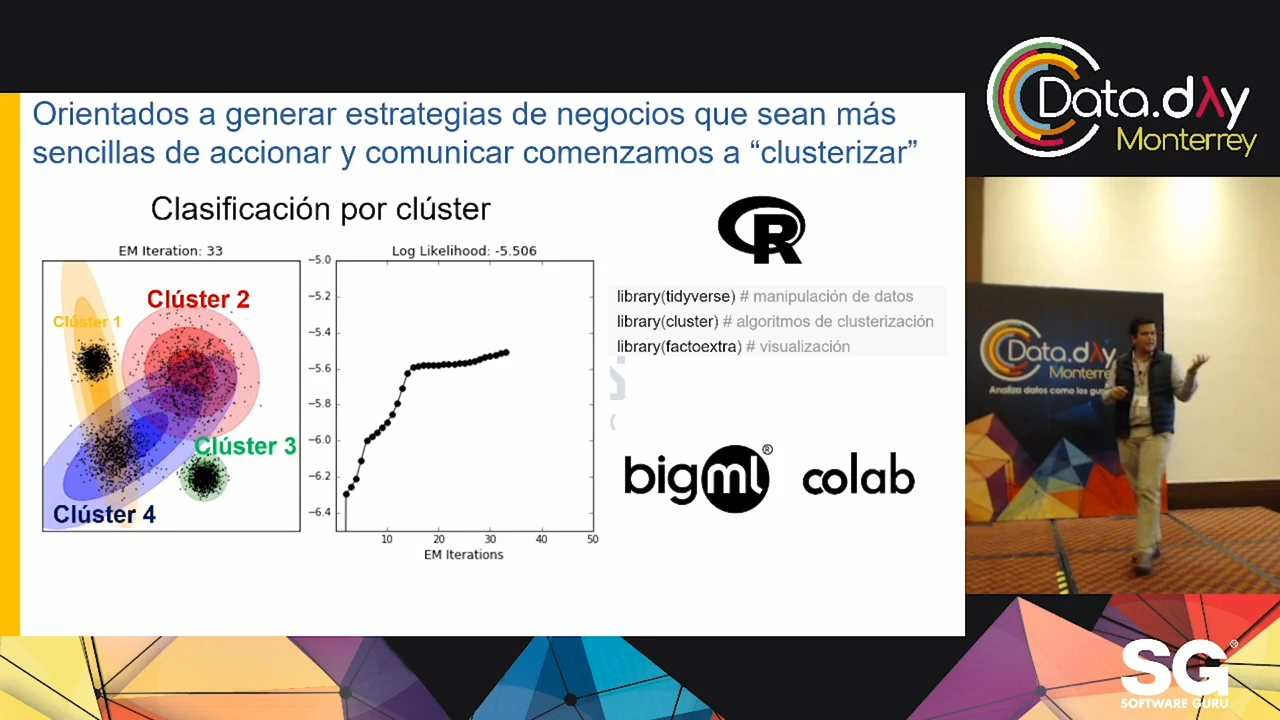 Orientados a generar estrategias de negocios que sean más
sencillas de accionar y comunicar comenzamos a “clusterizar”
Clasificación por clúster
EM Iteration: 33
Clúster 1
Clúster 2
Clúster 3
Clúster 4
Log Likelihood: -5.506
−5.0
−5.2
−5.4
−5.6
−5.8
−6.0
−6.2
−6.4
10
20
30
40
50
EM Iterations
R
library(tidyverse) # manipulación de datos
library(cluster) # algoritmos de clusterización
library(factoextra) # visualización
bigml®
colab
Data.dλy
Monterrey
Data.dλy
Monterrey
Analiza datos como los
SG®
SOFTWARE GURU